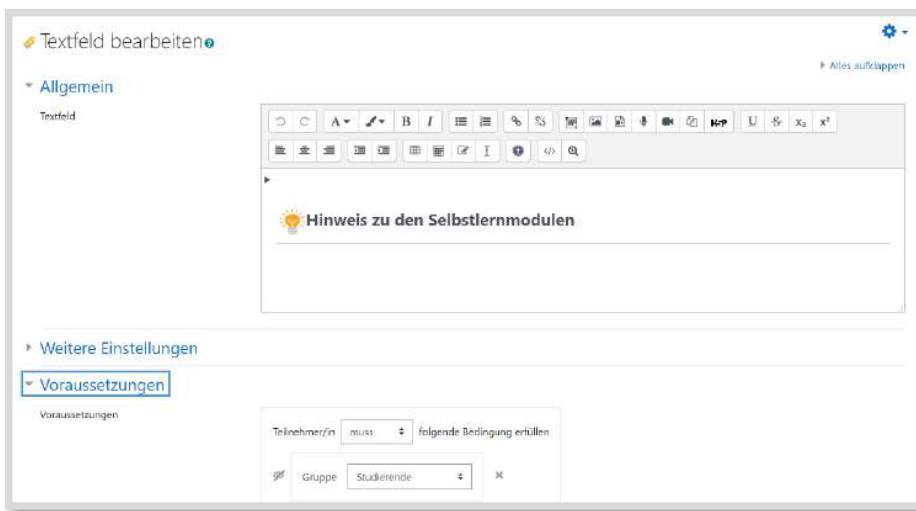 Textfeld bearbeiten
Alles aufklappen
Allgemein
Textfeld
Hinweis zu den Selbstlernmodulen
Weitere Einstellungen
Voraussetzungen
Voraussetzungen
Teilnehmer/in muss folgende Bedingung erfüllen
Gruppe Studierende